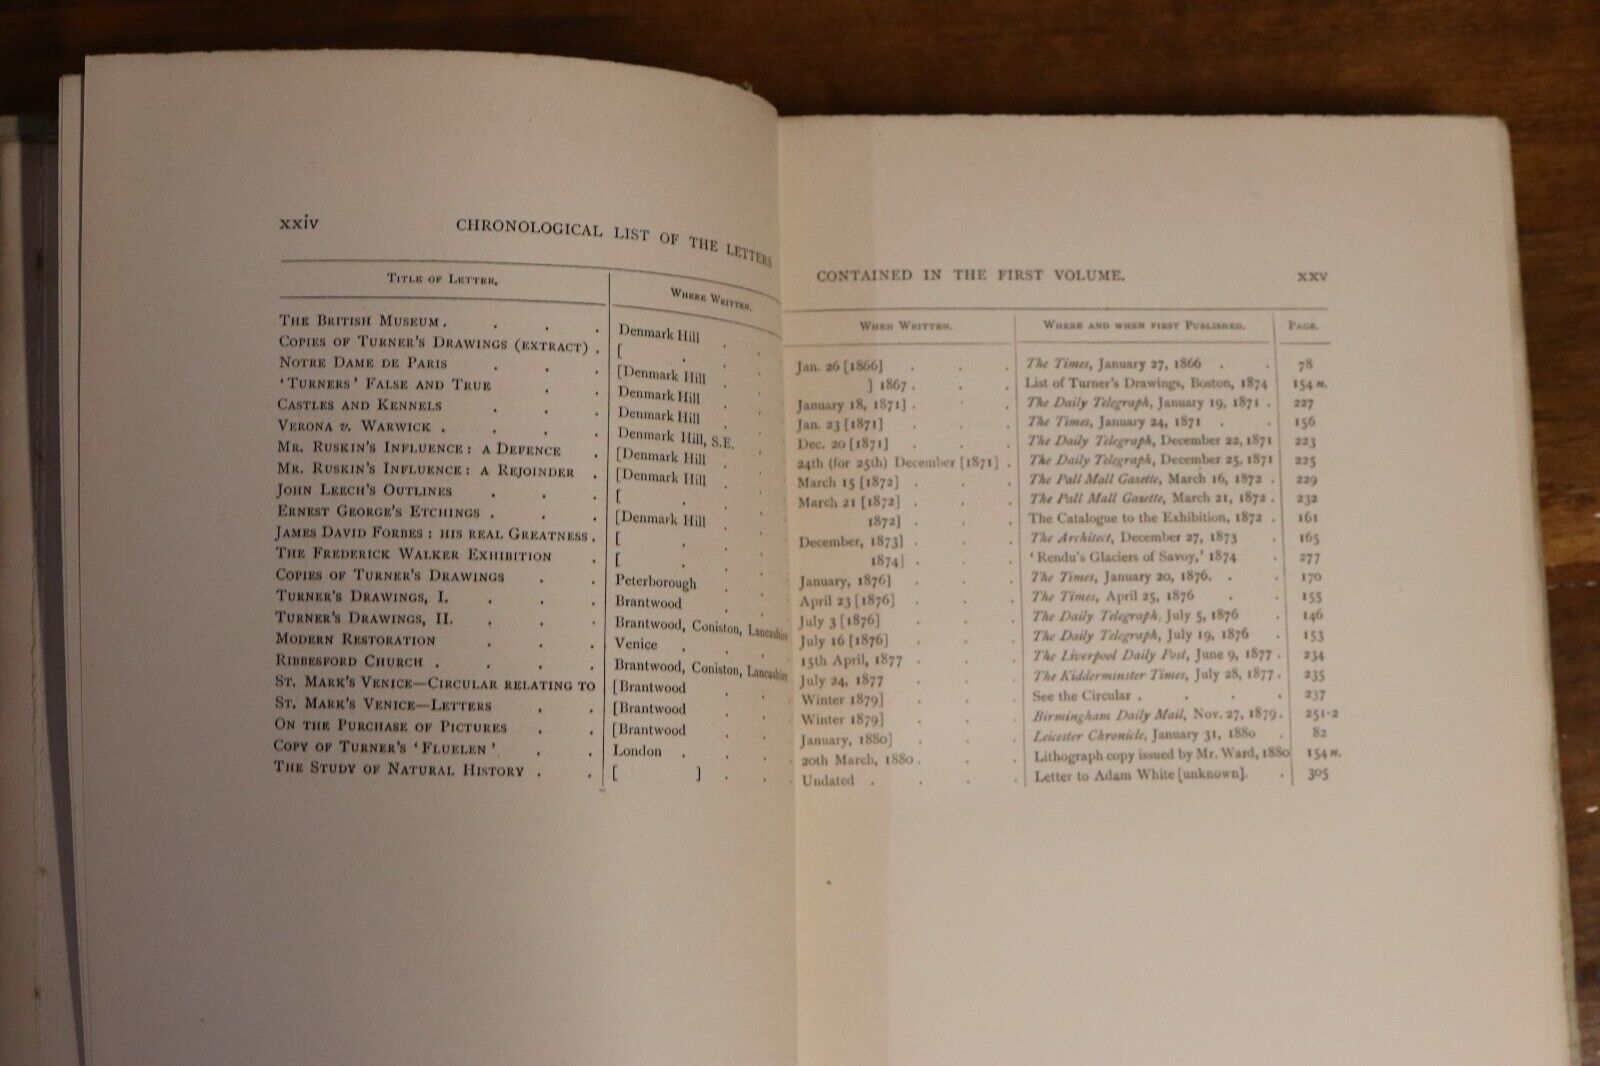 xxiv CHRONOLOGICAL LIST OF THE LETTERS
TITLE OF LETTER. WHERE WRITTEN.
THE BRITISH MUSEUM . . . . Denmark Hill . .
COPIES OF TURNER'S DRAWINGS (EXTRACT) . [ . .
NOTRE DAME DE PARIS . . . [Denmark Hill . .
'TURNERS' FALSE AND TRUE . . Denmark Hill . .
CASTLES AND KENNELS . . . Denmark Hill . .
VERONA v. WARWICK . . . . Denmark Hill, S.E. .
MR. RUSKIN'S INFLUENCE : A DEFENCE . [Denmark Hill . .
MR. RUSKIN'S INFLUENCE : A REJOINDER . [Denmark Hill . .
JOHN LEECH'S OUTLINES . . . [ . .
ERNEST GEORGE'S ETCHINGS . . . [Denmark Hill . .
JAMES DAVID FORBES : HIS REAL GREATNESS . [ . .
THE FREDERICK WALKER EXHIBITION . [ . .
COPIES OF TURNER'S DRAWINGS . . Peterborough . .
TURNER'S DRAWINGS, I. . . . Brantwood . .
TURNER'S DRAWINGS, II. . . . Brantwood, Coniston, Lancashire
MODERN RESTORATION . . . Venice . . .
RIBBESFORD CHURCH . . . . Brantwood, Coniston, Lancashire
ST. MARK'S VENICE—CIRCULAR RELATING TO [Brantwood . .
ST. MARK'S VENICE—LETTERS . . [Brantwood . .
ON THE PURCHASE OF PICTURES . . [Brantwood . .
COPY OF TURNER'S 'FLUELEN' . . London . . .
THE STUDY OF NATURAL HISTORY . . [ ] . .
CONTAINED IN THE FIRST VOLUME. xxv
WHEN WRITTEN. WHERE AND WHEN FIRST PUBLISHED. PAGE.
Jan. 26 [1866] . . . The Times, January 27, 1866 . . 78
] 1867 . . . List of Turner's Drawings, Boston, 1874 154 n.
January 18, 1871] . . . The Daily Telegraph, January 19, 1871 . 227
Jan. 23 [1871] . . . The Times, January 24, 1871 . . 156
Dec. 20 [1871] . . . The Daily Telegraph, December 22, 1871 223
24th (for 25th) December [1871] . The Daily Telegraph, December 25, 1871 225
March 15 [1872] . . . The Pall Mall Gazette, March 16, 1872 . 229
March 21 [1872] . . . The Pall Mall Gazette, March 21, 1872 . 232
1872] . . . The Catalogue to the Exhibition, 1872 . 161
December, 1873] . . . The Architect, December 27, 1873 . 165
1874] . . . 'Rendu's Glaciers of Savoy,' 1874 . 277
January, 1876] . . . The Times, January 20, 1876. . . 170
April 23 [1876] . . . The Times, April 25, 1876 . . 155
July 3 [1876] . . . The Daily Telegraph, July 5, 1876 . 146
July 16 [1876] . . . The Daily Telegraph, July 19, 1876 . 153
15th April, 1877 . . . The Liverpool Daily Post, June 9, 1877 . 234
July 24, 1877 . . . The Kidderminster Times, July 28, 1877 . 235
Winter 1879] . . . See the Circular . . . . 237
Winter 1879] . . . Birmingham Daily Mail, Nov. 27, 1879 . 251-2
January, 1880] . . . Leicester Chronicle, January 31, 1880 . 82
20th March, 1880 . . . Lithograph copy issued by Mr. Ward, 1880 154 n.
Undated . . . . Letter to Adam White [unknown]. . 305